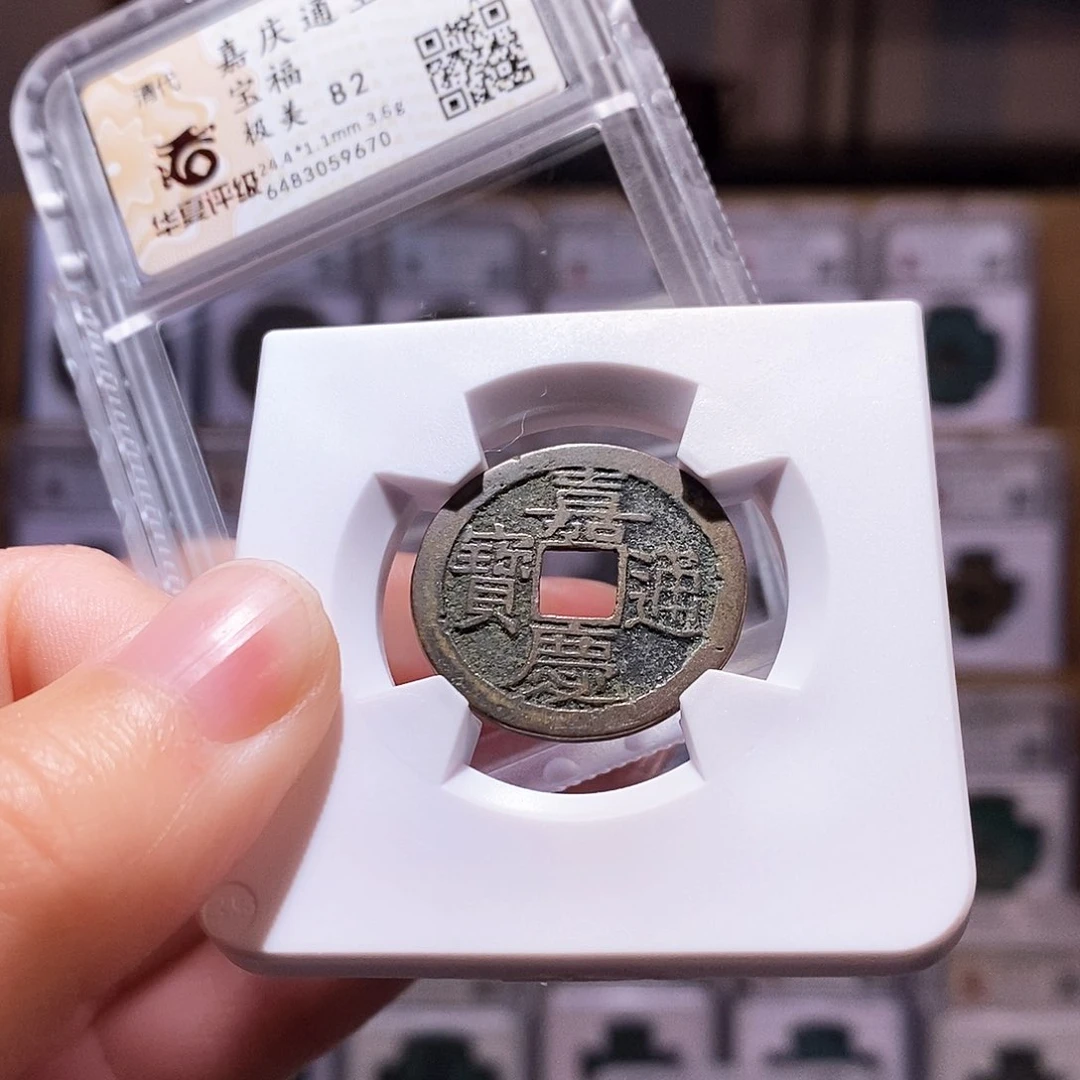 清代
嘉庆通
宝福
极美 82
24.4*1.1mm 3.6g
6483059670
华夏评级
嘉慶通寶